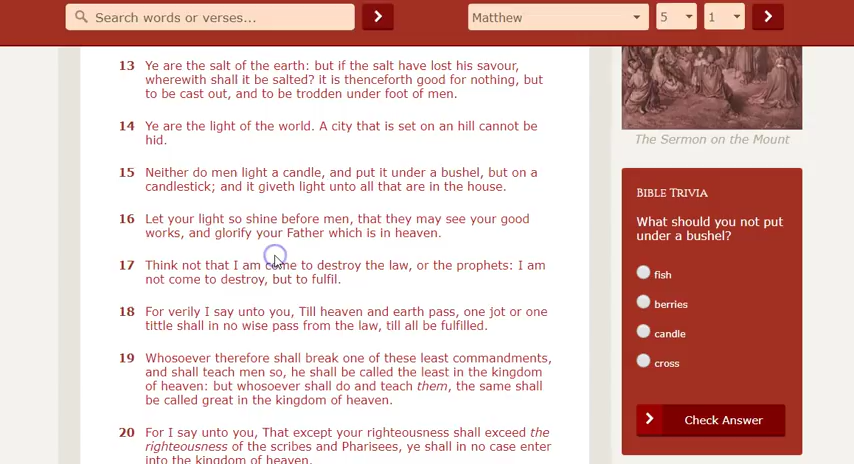 Search words or verses...
Matthew
5
1
13 Ye are the salt of the earth: but if the salt have lost his savour,
wherewith shall it be salted? it is thenceforth good for nothing, but
to be cast out, and to be trodden under foot of men.
14 Ye are the light of the world. A city that is set on an hill cannot be
hid.
15 Neither do men light a candle, and put it under a bushel, but on a
candlestick; and it giveth light unto all that are in the house.
16 Let your light so shine before men, that they may see your good
works, and glorify your Father which is in heaven.
17 Think not that I am come to destroy the law, or the prophets: I am
not come to destroy, but to fulfil.
18 For verily I say unto you, Till heaven and earth pass, one jot or one
tittle shall in no wise pass from the law, till all be fulfilled.
19 Whosoever therefore shall break one of these least commandments,
and shall teach men so, he shall be called the least in the kingdom
of heaven: but whosoever shall do and teach them, the same shall
be called great in the kingdom of heaven.
20 For I say unto you, That except your righteousness shall exceed the
righteousness of the scribes and Pharisees, ye shall in no case enter
into the kingdom of heaven.
The Sermon on the Mount
BIBLE TRIVIA
What should you not put
under a bushel?
fish
berries
candle
cross
Check Answer